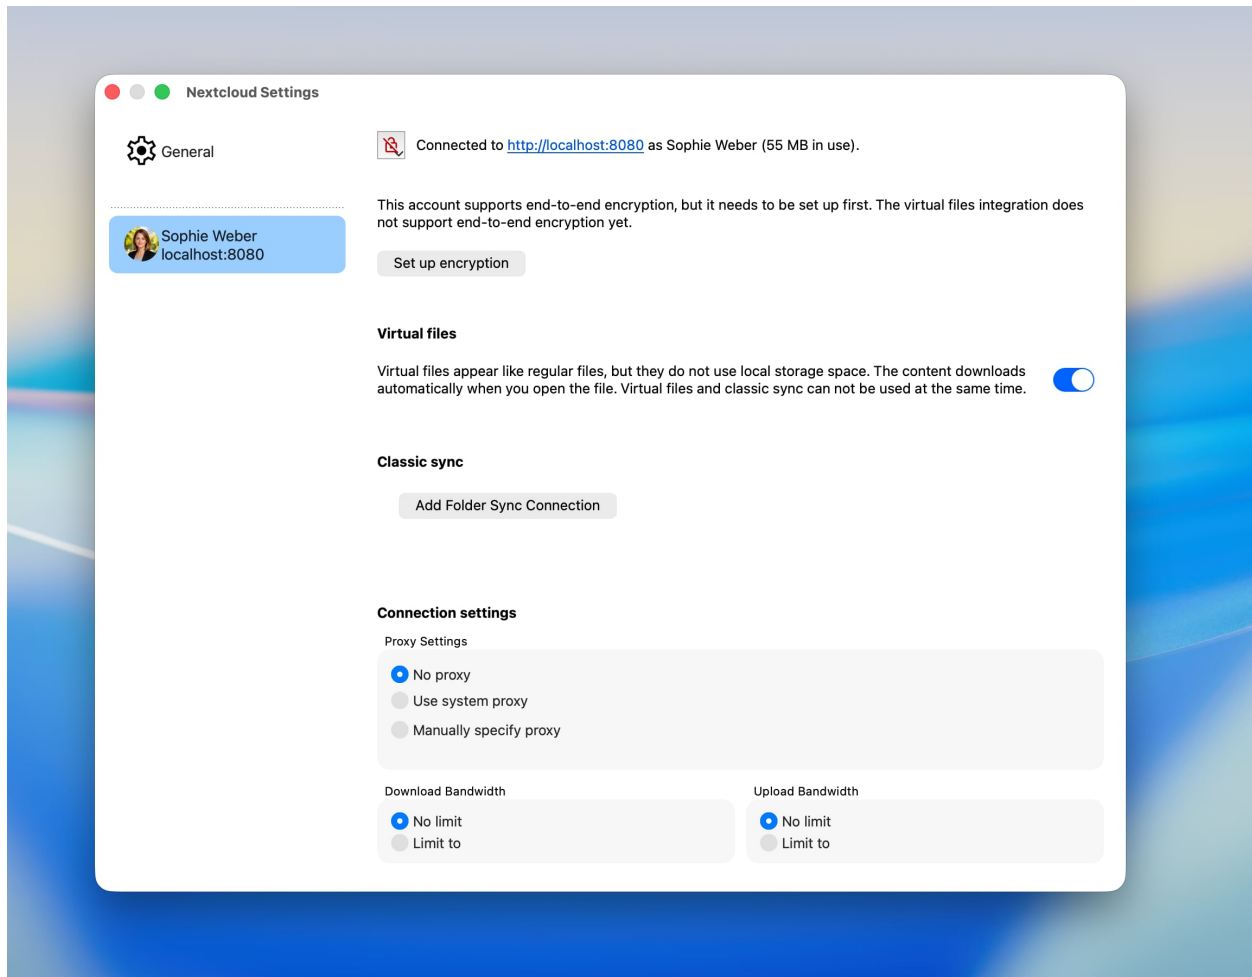 Nextcloud Settings
General
Sophie Weber
localhost:8080
Connected to http://localhost:8080 as Sophie Weber (55 MB in use).
This account supports end-to-end encryption, but it needs to be set up first. The virtual files integration does
not support end-to-end encryption yet.
Set up encryption
Virtual files
Virtual files appear like regular files, but they do not use local storage space. The content downloads
automatically when you open the file. Virtual files and classic sync can not be used at the same time.
Classic sync
Add Folder Sync Connection
Connection settings
Proxy Settings
No proxy
Use system proxy
Manually specify proxy
Download Bandwidth
No limit
Limit to
Upload Bandwidth
No limit
Limit to